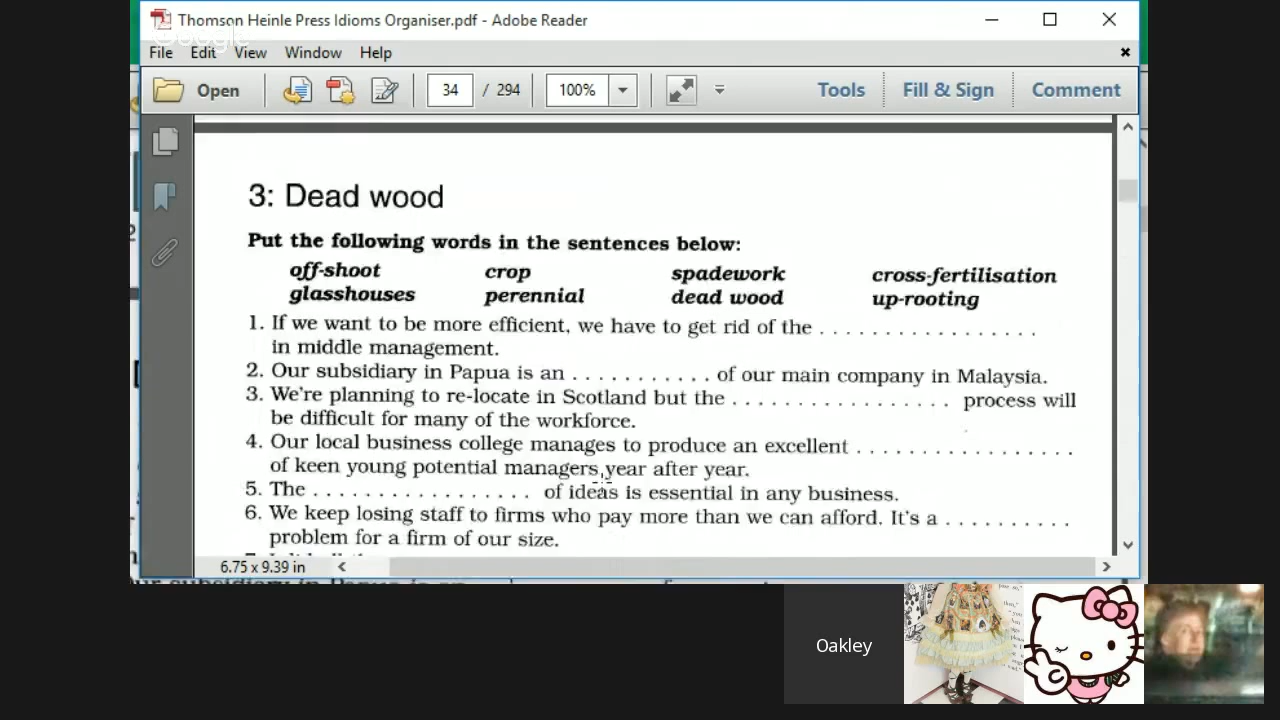 Thomson Heinle Press Idioms Organiser.pdf - Adobe Reader
Google
File Edit View Window Help
Open 34 / 294 100% Tools Fill & Sign Comment
3: Dead wood
Put the following words in the sentences below:
off-shoot crop spadework cross-fertilisation
glasshouses perennial dead wood up-rooting
1. If we want to be more efficient, we have to get rid of the . . . . . . . . . . . . . . . . .
in middle management.
2. Our subsidiary in Papua is an . . . . . . . . . . . of our main company in Malaysia.
3. We're planning to re-locate in Scotland but the . . . . . . . . . . . . . . . . . process will
be difficult for many of the workforce.
4. Our local business college manages to produce an excellent . . . . . . . . . . . . . . . . .
of keen young potential managers, year after year.
5. The . . . . . . . . . . . . . . . . . of ideas is essential in any business.
6. We keep losing staff to firms who pay more than we can afford. It's a . . . . . . . . . .
problem for a firm of our size.
6.75 x 9.39 in
Oakley